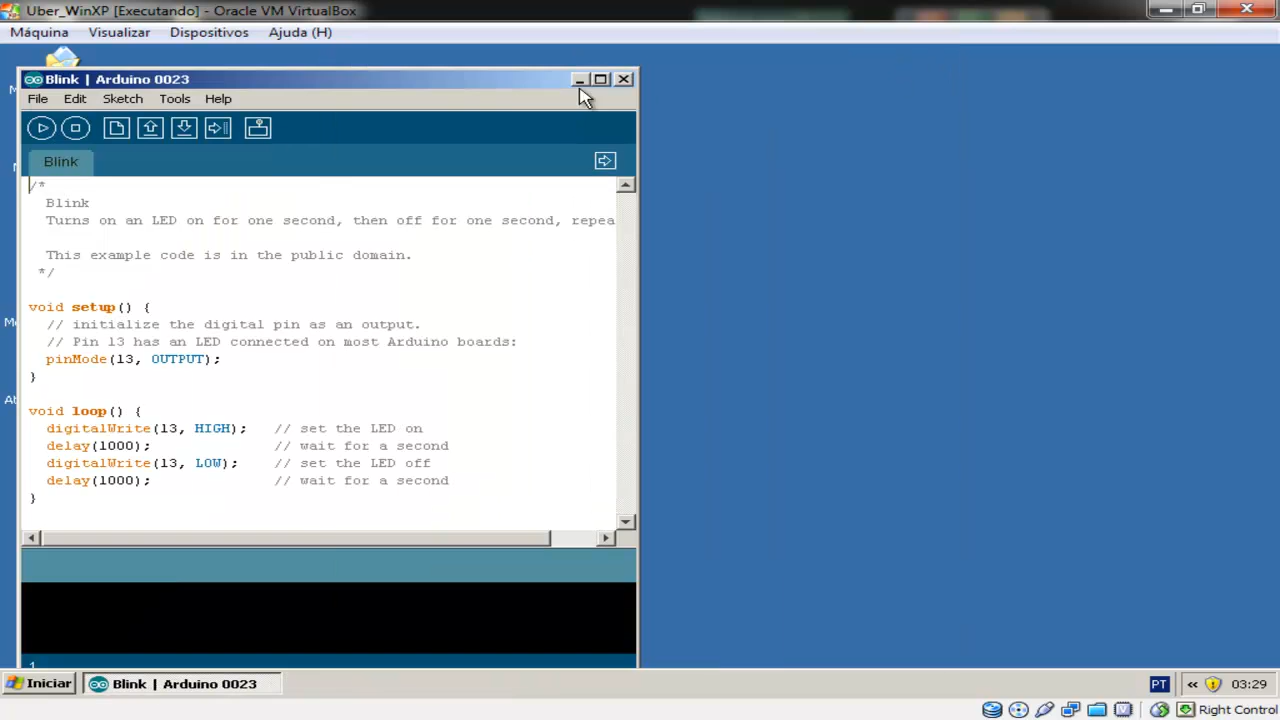 Uber_WinXP [Executando] - Oracle VM VirtualBox
Máquina Visualizar Dispositivos Ajuda (H)
Blink | Arduino 0023
File Edit Sketch Tools Help
Blink
/*
Blink
Turns on an LED on for one second, then off for one second, repea
This example code is in the public domain.
*/
void setup() {
// initialize the digital pin as an output.
// Pin 13 has an LED connected on most Arduino boards:
pinMode(13, OUTPUT);
}
void loop() {
digitalWrite(13, HIGH); // set the LED on
delay(1000); // wait for a second
digitalWrite(13, LOW); // set the LED off
delay(1000); // wait for a second
}
1
Iniciar Blink | Arduino 0023 PT « 03:29
Right Control